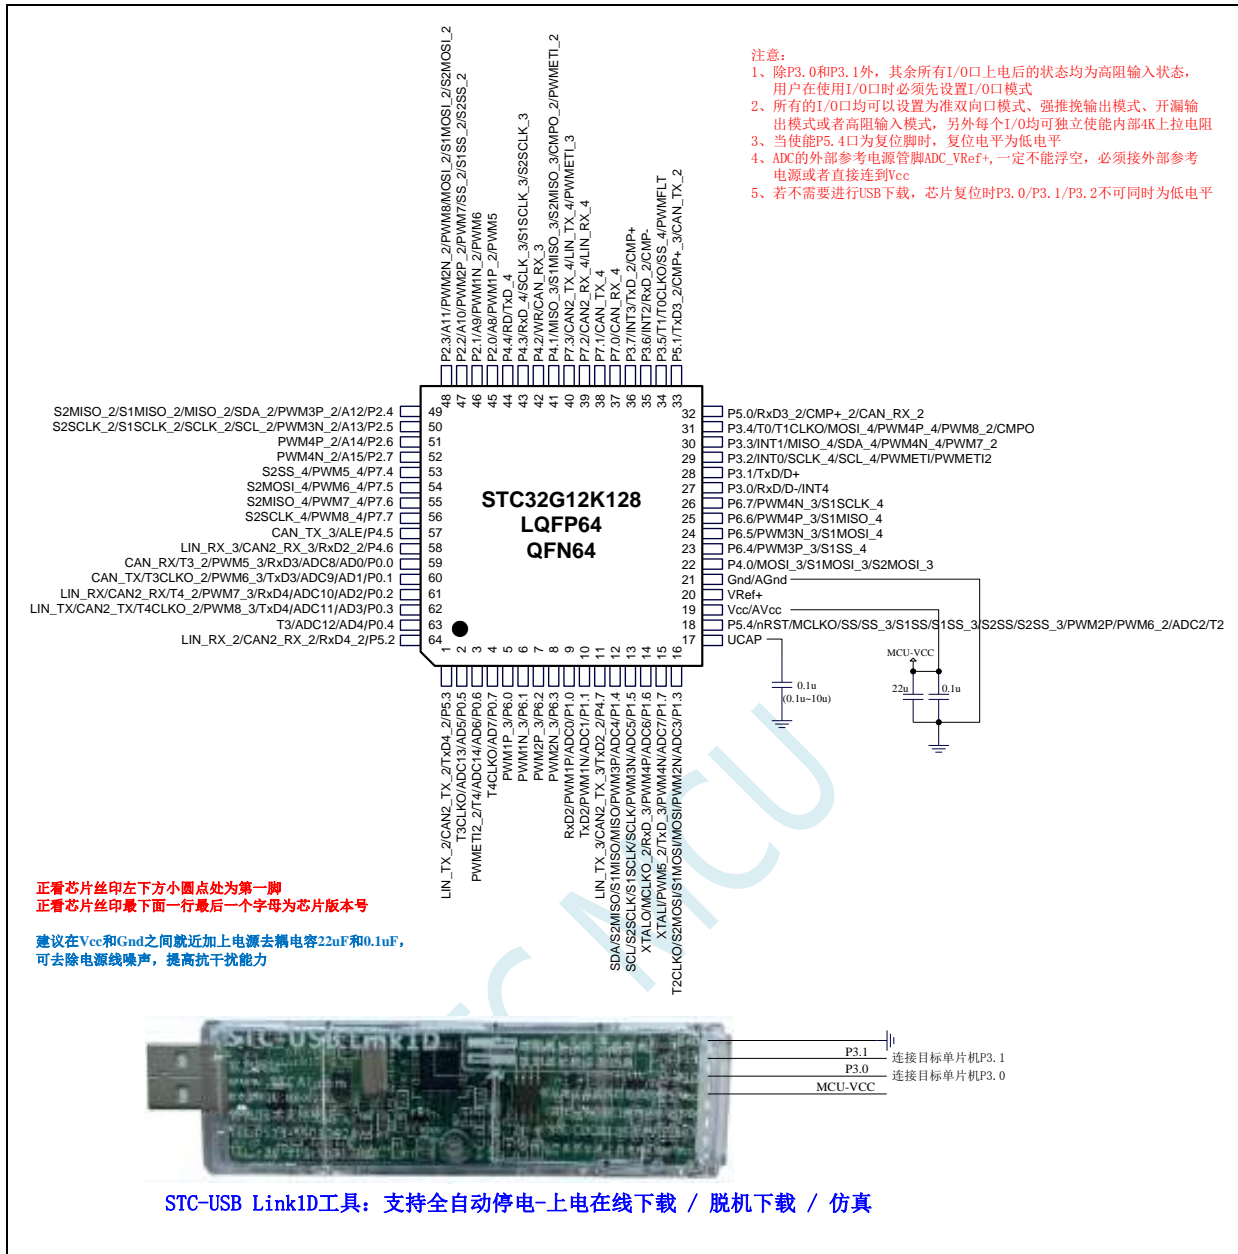 注意:
1、除P3.0和P3.1外, 其余所有I/O口上电后的状态均为高阻输入状态,
用户在使用I/O口时必须先设置I/O口模式
2、所有的I/O口均可以设置为准双向口模式、强推挽输出模式、开漏输
出模式或者高阻输入模式, 另外每个I/O均可独立使能内部4K上拉电阻
3、当使能P5.4口为复位脚时, 复位电平为低电平
4、ADC的外部参考电源管脚ADC_VRef+, 一定不能浮空, 必须接外部参考
电源或者直接连到Vcc
5、若不需要进行USB下载, 芯片复位时P3.0/P3.1/P3.2不可同时为低电平
P2.3/A11/PWM2N_2/PWM8/MOSI_2/S1MOSI_2/S2MOSI_2
P2.2/A10/PWM2P_2/PWM7/SS_2/S1SS_2/S2SS_2
P2.1/A9/PWM1N_2/PWM6
P2.0/A8/PWM1P_2/PWM5
P4.4/RD/TxD_4
P4.3/RxD_4/SCLK_3/S1SCLK_3/S2SCLK_3
P4.2/WR/CAN_RX_3
P4.1/MISO_3/S1MISO_3/S2MISO_3/CMPO_2/PWMETI_2
P7.3/CAN2_TX_4/LIN_TX_4/PWMETI_3
P7.2/CAN2_RX_4/LIN_RX_4
P7.1/CAN_TX_4
P7.0/CAN_RX_4
P3.7/INT3/TxD_2/CMP+
P3.6/INT2/RxD_2/CMP-
P3.5/T1/T0CLKO/SS_4/PWMFLT
P5.1/TxD3_2/CMP+_3/CAN_TX_2
48 47 46 45 44 43 42 41 40 39 38 37 36 35 34 33
S2MISO_2/S1MISO_2/MISO_2/SDA_2/PWM3P_2/A12/P2.4 49
S2SCLK_2/S1SCLK_2/SCLK_2/SCL_2/PWM3N_2/A13/P2.5 50
PWM4P_2/A14/P2.6 51
PWM4N_2/A15/P2.7 52
S2SS_4/PWM5_4/P7.4 53
S2MOSI_4/PWM6_4/P7.5 54
S2MISO_4/PWM7_4/P7.6 55
S2SCLK_4/PWM8_4/P7.7 56
CAN_TX_3/ALE/P4.5 57
LIN_RX_3/CAN2_RX_3/RxD2_2/P4.6 58
CAN_RX/T3_2/PWM5_3/RxD3/ADC8/AD0/P0.0 59
CAN_TX/T3CLKO_2/PWM6_3/TxD3/ADC9/AD1/P0.1 60
LIN_RX/CAN2_RX/T4_2/PWM7_3/RxD4/ADC10/AD2/P0.2 61
LIN_TX/CAN2_TX/T4CLKO_2/PWM8_3/TxD4/ADC11/AD3/P0.3 62
T3/ADC12/AD4/P0.4 63
LIN_RX_2/CAN2_RX_2/RxD4_2/P5.2 64
STC32G12K128
LQFP64
QFN64
32 P5.0/RxD3_2/CMP+_2/CAN_RX_2
31 P3.4/T0/T1CLKO/MOSI_4/PWM4P_4/PWM8_2/CMPO
30 P3.3/INT1/MISO_4/SDA_4/PWM4N_4/PWM7_2
29 P3.2/INT0/SCLK_4/SCL_4/PWMETI/PWMETI2
28 P3.1/TxD/D+
27 P3.0/RxD/D-/INT4
26 P6.7/PWM4N_3/S1SCLK_4
25 P6.6/PWM4P_3/S1MISO_4
24 P6.5/PWM3N_3/S1MOSI_4
23 P6.4/PWM3P_3/S1SS_4
22 P4.0/MOSI_3/S1MOSI_3/S2MOSI_3
21 Gnd/AGnd
20 VRef+
19 Vcc/AVcc
18 P5.4/nRST/MCLKO/SS/SS_3/S1SS/S1SS_3/S2SS/S2SS_3/PWM2P/PWM6_2/ADC2/T2
17 UCAP
1 2 3 4 5 6 7 8 9 10 11 12 13 14 15 16
LIN_TX_2/CAN2_TX_2/TxD4_2/P5.3
T3CLKO/ADC13/AD5/P0.5
PWMETI2_2/T4/ADC14/AD6/P0.6
T4CLKO/AD7/P0.7
PWM1P_3/P6.0
PWM1N_3/P6.1
PWM2P_3/P6.2
PWM2N_3/P6.3
RxD2/PWM1P/ADC0/P1.0
TxD2/PWM1N/ADC1/P1.1
LIN_TX_3/CAN2_TX_3/TxD2_2/P4.7
SDA/S2MISO/S1MISO/MISO/PWM3P/ADC4/P1.4
SCL/S2SCLK/S1SCLK/SCLK/PWM3N/ADC5/P1.5
XTALO/MCLKO_2/RxD_3/PWM4P/ADC6/P1.6
XTALI/PWM5_2/TxD_3/PWM4N/ADC7/P1.7
T2CLKO/S2MOSI/S1MOSI/MOSI/PWM2N/ADC3/P1.3
MCU-VCC
0.1u
(0.1u~10u)
22u
0.1u
STC MCU
正看芯片丝印左下方小圆点处为第一脚
正看芯片丝印最下面一行最后一个字母为芯片版本号
建议在Vcc和Gnd之间就近加上电源去耦电容22uF和0.1uF,
可去除电源线噪声, 提高抗干扰能力
STC-USB Link1D
P3.1 连接目标单片机P3.1
P3.0 连接目标单片机P3.0
MCU-VCC
STC-USB Link1D工具: 支持全自动停电-上电在线下载 / 脱机下载 / 仿真